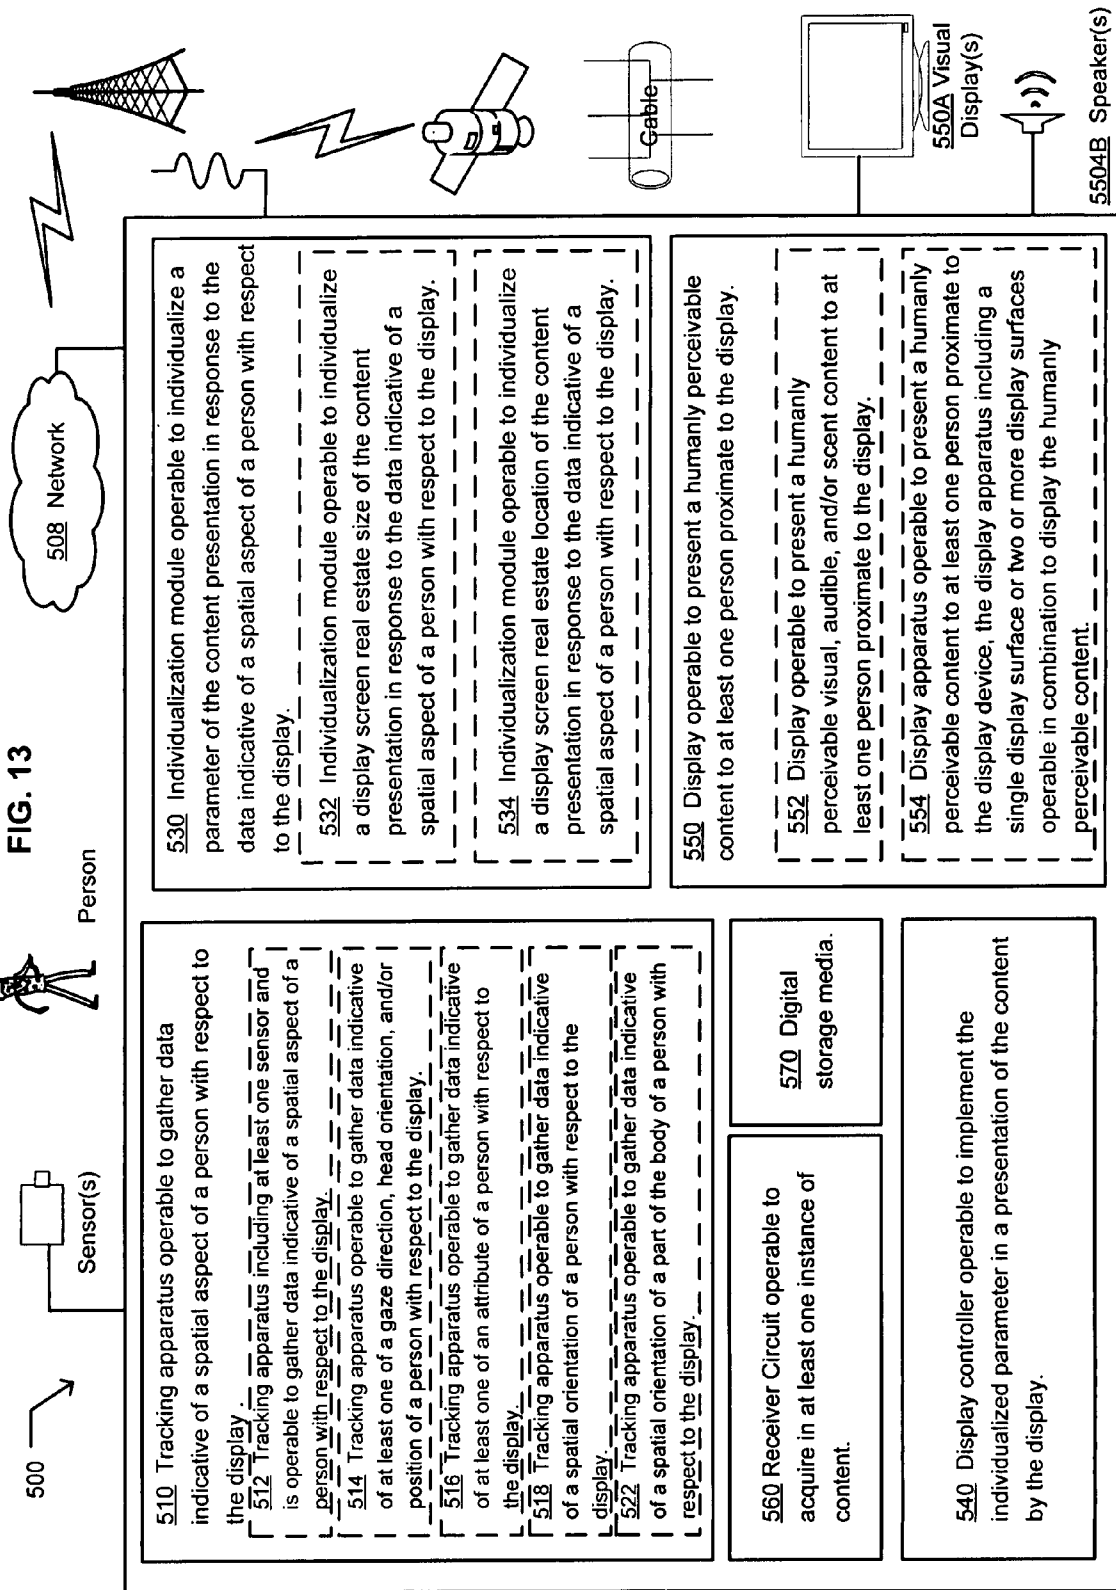 FIG. 13
500
Sensor(s)
Person
508 Network
510 Tracking apparatus operable to gather data
indicative of a spatial aspect of a person with respect to
the display.
512 Tracking apparatus including at least one sensor and
is operable to gather data indicative of a spatial aspect of a
person with respect to the display.
514 Tracking apparatus operable to gather data indicative
of at least one of a gaze direction, head orientation, and/or
position of a person with respect to the display.
516 Tracking apparatus operable to gather data indicative
of at least one of an attribute of a person with respect to
the display.
518 Tracking apparatus operable to gather data indicative
of a spatial orientation of a person with respect to the
display.
522 Tracking apparatus operable to gather data indicative
of a spatial orientation of a part of the body of a person with
respect to the display.
560 Receiver Circuit operable to
acquire in at least one instance of
content.
570 Digital
storage media.
540 Display controller operable to implement the
individualized parameter in a presentation of the content
by the display.
530 Individualization module operable to individualize a
parameter of the content presentation in response to the
data indicative of a spatial aspect of a person with respect
to the display.
532 Individualization module operable to individualize
a display screen real estate size of the content
presentation in response to the data indicative of a
spatial aspect of a person with respect to the display.
534 Individualization module operable to individualize
a display screen real estate location of the content
presentation in response to the data indicative of a
spatial aspect of a person with respect to the display.
550 Display operable to present a humanly perceivable
content to at least one person proximate to the display.
552 Display operable to present a humanly
perceivable visual, audible, and/or scent content to at
least one person proximate to the display.
554 Display apparatus operable to present a humanly
perceivable content to at least one person proximate to
the display device, the display apparatus including a
single display surface or two or more display surfaces
operable in combination to display the humanly
perceivable content.
Cable
550A Visual
Display(s)
5504B Speaker(s)